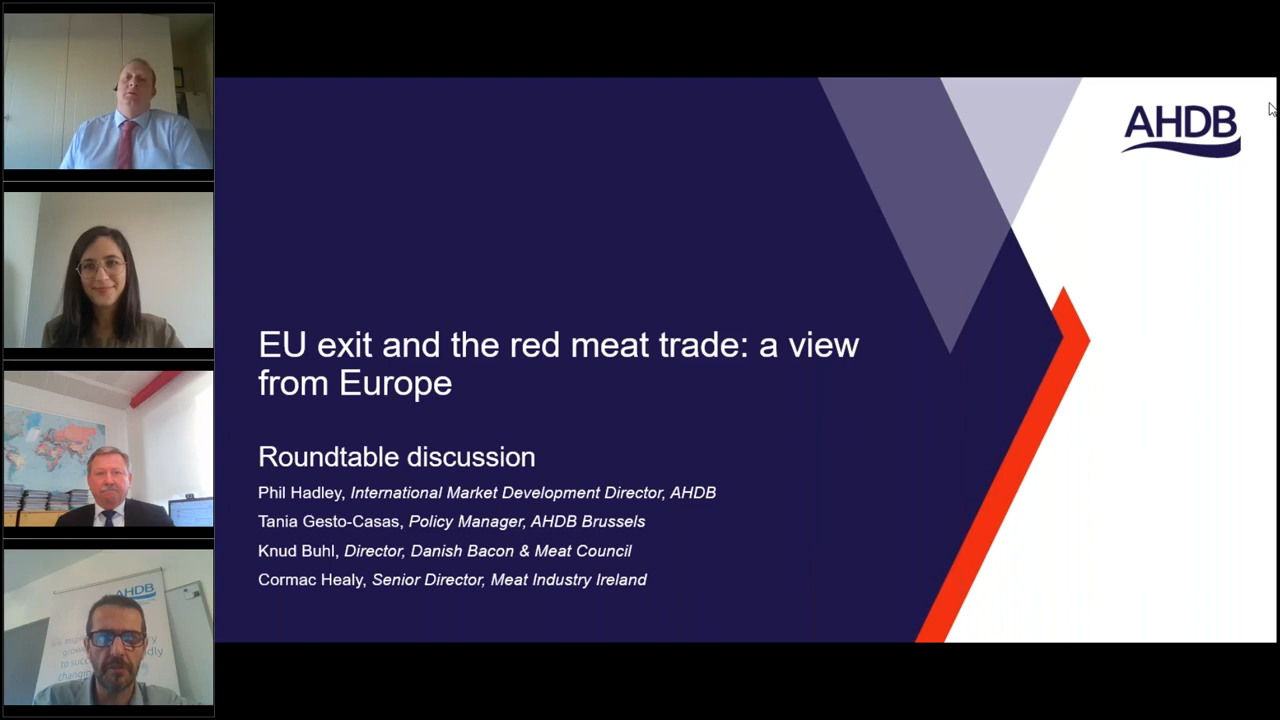 AHDB
EU exit and the red meat trade: a view
from Europe
Roundtable discussion
Phil Hadley, International Market Development Director, AHDB
Tania Gesto-Casas, Policy Manager, AHDB Brussels
Knud Buhl, Director, Danish Bacon & Meat Council
Cormac Healy, Senior Director, Meat Industry Ireland
AHDB
to